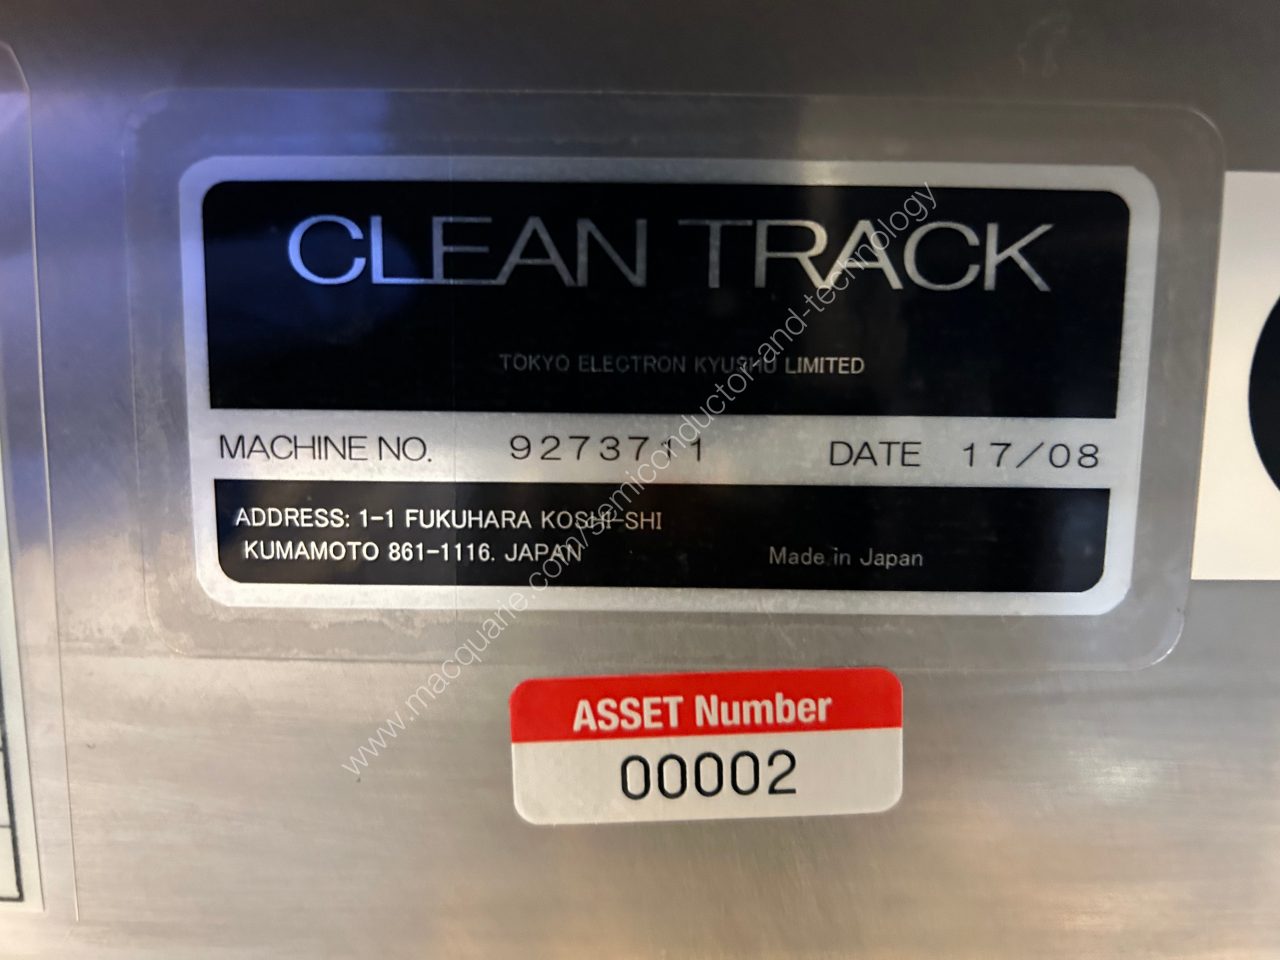 CLEAN TRACK
TOKYO ELECTRON KYUSHU LIMITED
MACHINE NO. 9273711 DATE 17/08
ADDRESS: 1-1 FUKUHARA KOSHI-SHI
KUMAMOTO 861-1116. JAPAN
Made in Japan
www.macquarie.com/semiconductor-and-technology
ASSET Number
00002